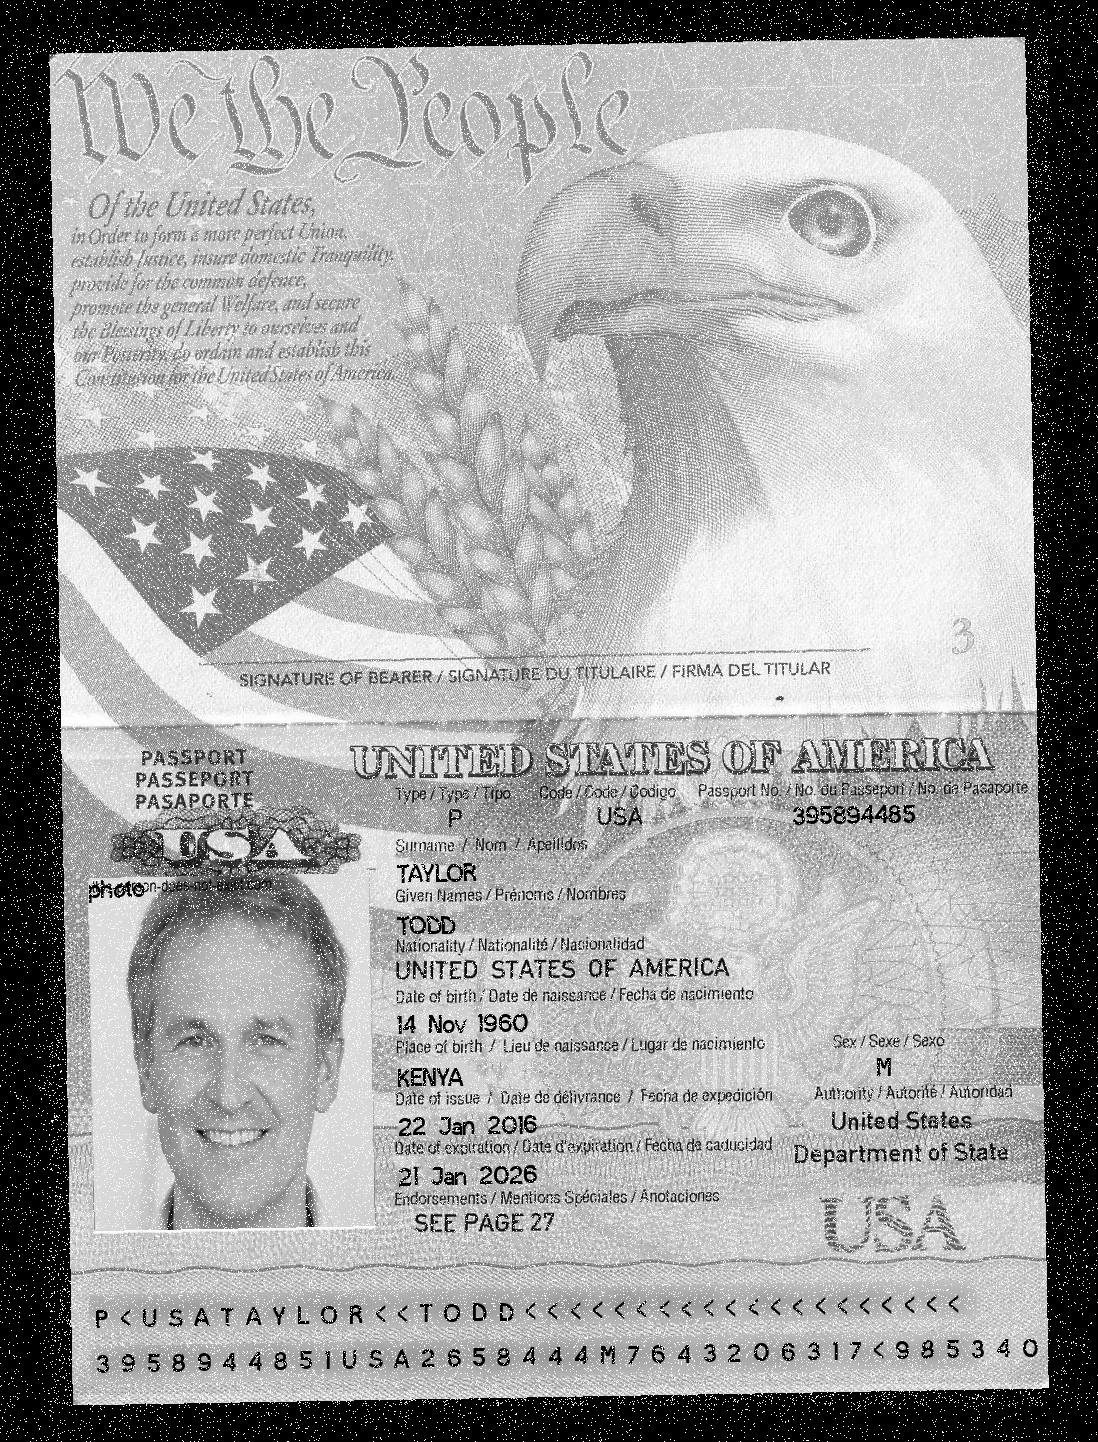 We the People
Of the United States,
in Order to form a more perfect Union,
establish Justice, insure domestic Tranquility,
provide for the common defence,
promote the general Welfare, and secure
the Blessings of Liberty to ourselves and
our Posterity, do ordain and establish this
Constitution for the United States of America.
3
SIGNATURE OF BEARER / SIGNATURE DU TITULAIRE / FIRMA DEL TITULAR
PASSPORT
PASSEPORT
PASAPORTE
USA
UNITED STATES OF AMERICA
Type / Type / Tipo Code / Code / Codigo Passport No. / No. du Passeport / No. de Pasaporte
P USA 395894485
Surname / Nom / Apellidos
TAYLOR
Given Names / Prénoms / Nombres
TODD
Nationality / Nationalité / Nacionalidad
UNITED STATES OF AMERICA
Date of birth / Date de naissance / Fecha de nacimiento
14 Nov 1960
Place of birth / Lieu de naissance / Lugar de nacimiento
KENYA
Date of issue / Date de délivrance / Fecha de expedición
22 Jan 2016
Date of expiration / Date d'expiration / Fecha de caducidad
21 Jan 2026
Endorsements / Mentions Spéciales / Anotaciones
SEE PAGE 27
Sex / Sexe / Sexo
M
Authority / Autorité / Autoridad
United States
Department of State
USA
photo
P<USATAYLOR<<TODD<<<<<<<<<<<<<<<<<<<<
3958944851USA2658444M7643206317<985340